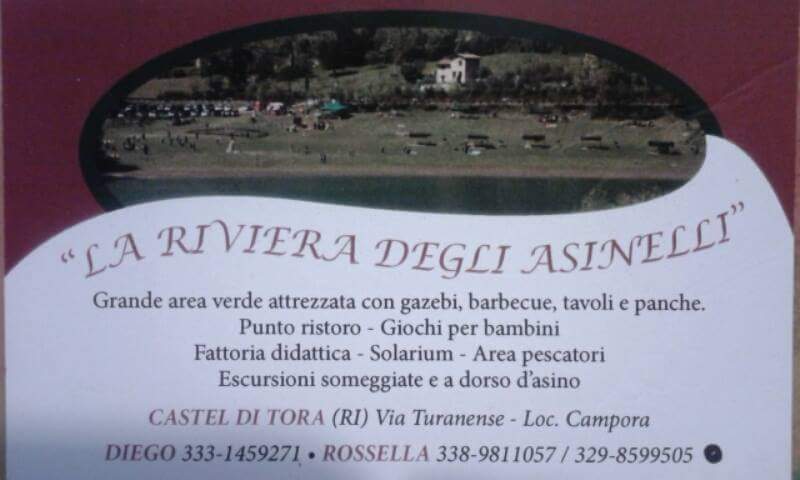 “LA RIVIERA DEGLI ASINELLI”
Grande area verde attrezzata con gazebi, barbecue, tavoli e panche.
Punto ristoro - Giochi per bambini
Fattoria didattica - Solarium - Area pescatori
Escursioni someggiate e a dorso d’asino
CASTEL DI TORA (RI) Via Turanense - Loc. Campora
DIEGO 333-1459271 • ROSSELLA 338-9811057 / 329-8599505